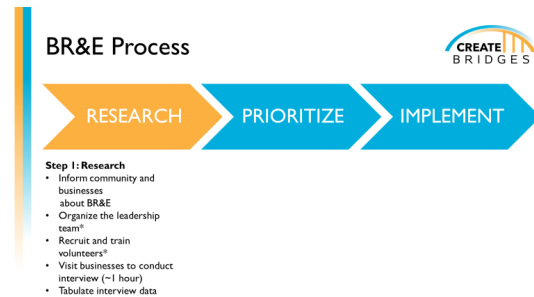 BR&E Process
CREATE
BRIDGES
RESEARCH
PRIORITIZE
IMPLEMENT
Step 1: Research
• Inform community and
businesses
about BR&E
• Organize the leadership
team*
• Recruit and train
volunteers*
• Visit businesses to conduct
interview (~1 hour)
• Tabulate interview data